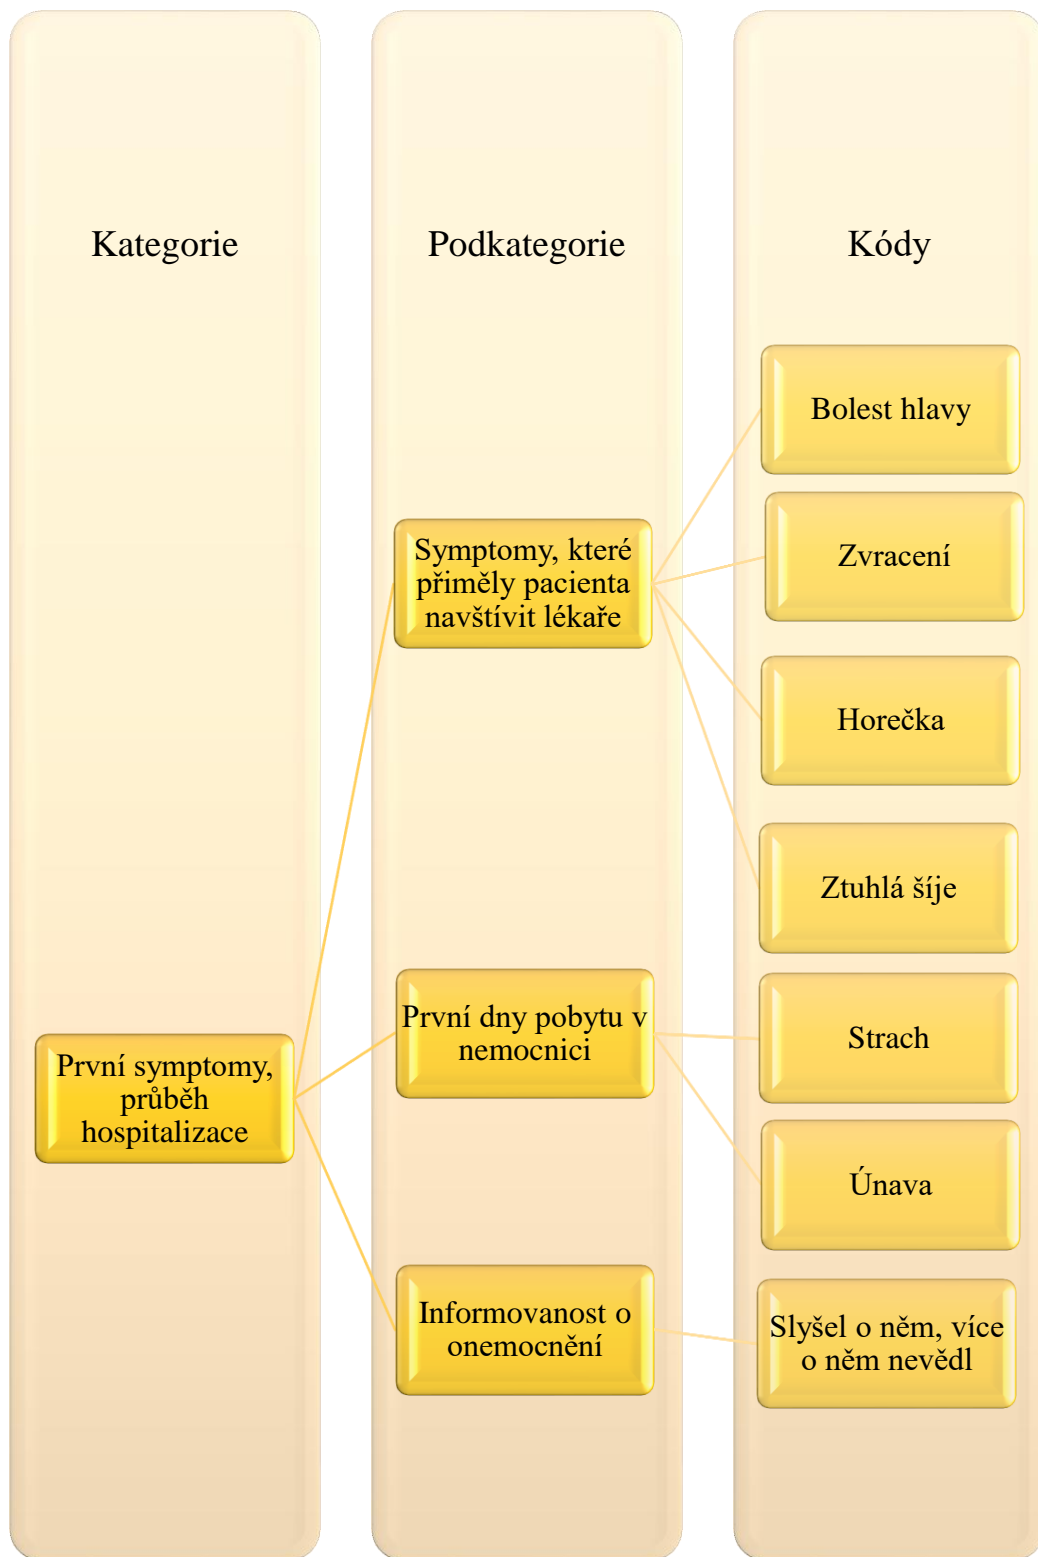 Kategorie
Podkategorie
Kódy
První symptomy,
průběh
hospitalizace
Symptomy, které
přiměly pacienta
navštívit lékaře
Bolest hlavy
Zvracení
Horečka
Ztuhlá šíje
První dny pobytu v
nemocnici
Strach
Únava
Informovanost o
onemocnění
Slyšel o něm, více
o něm nevědl